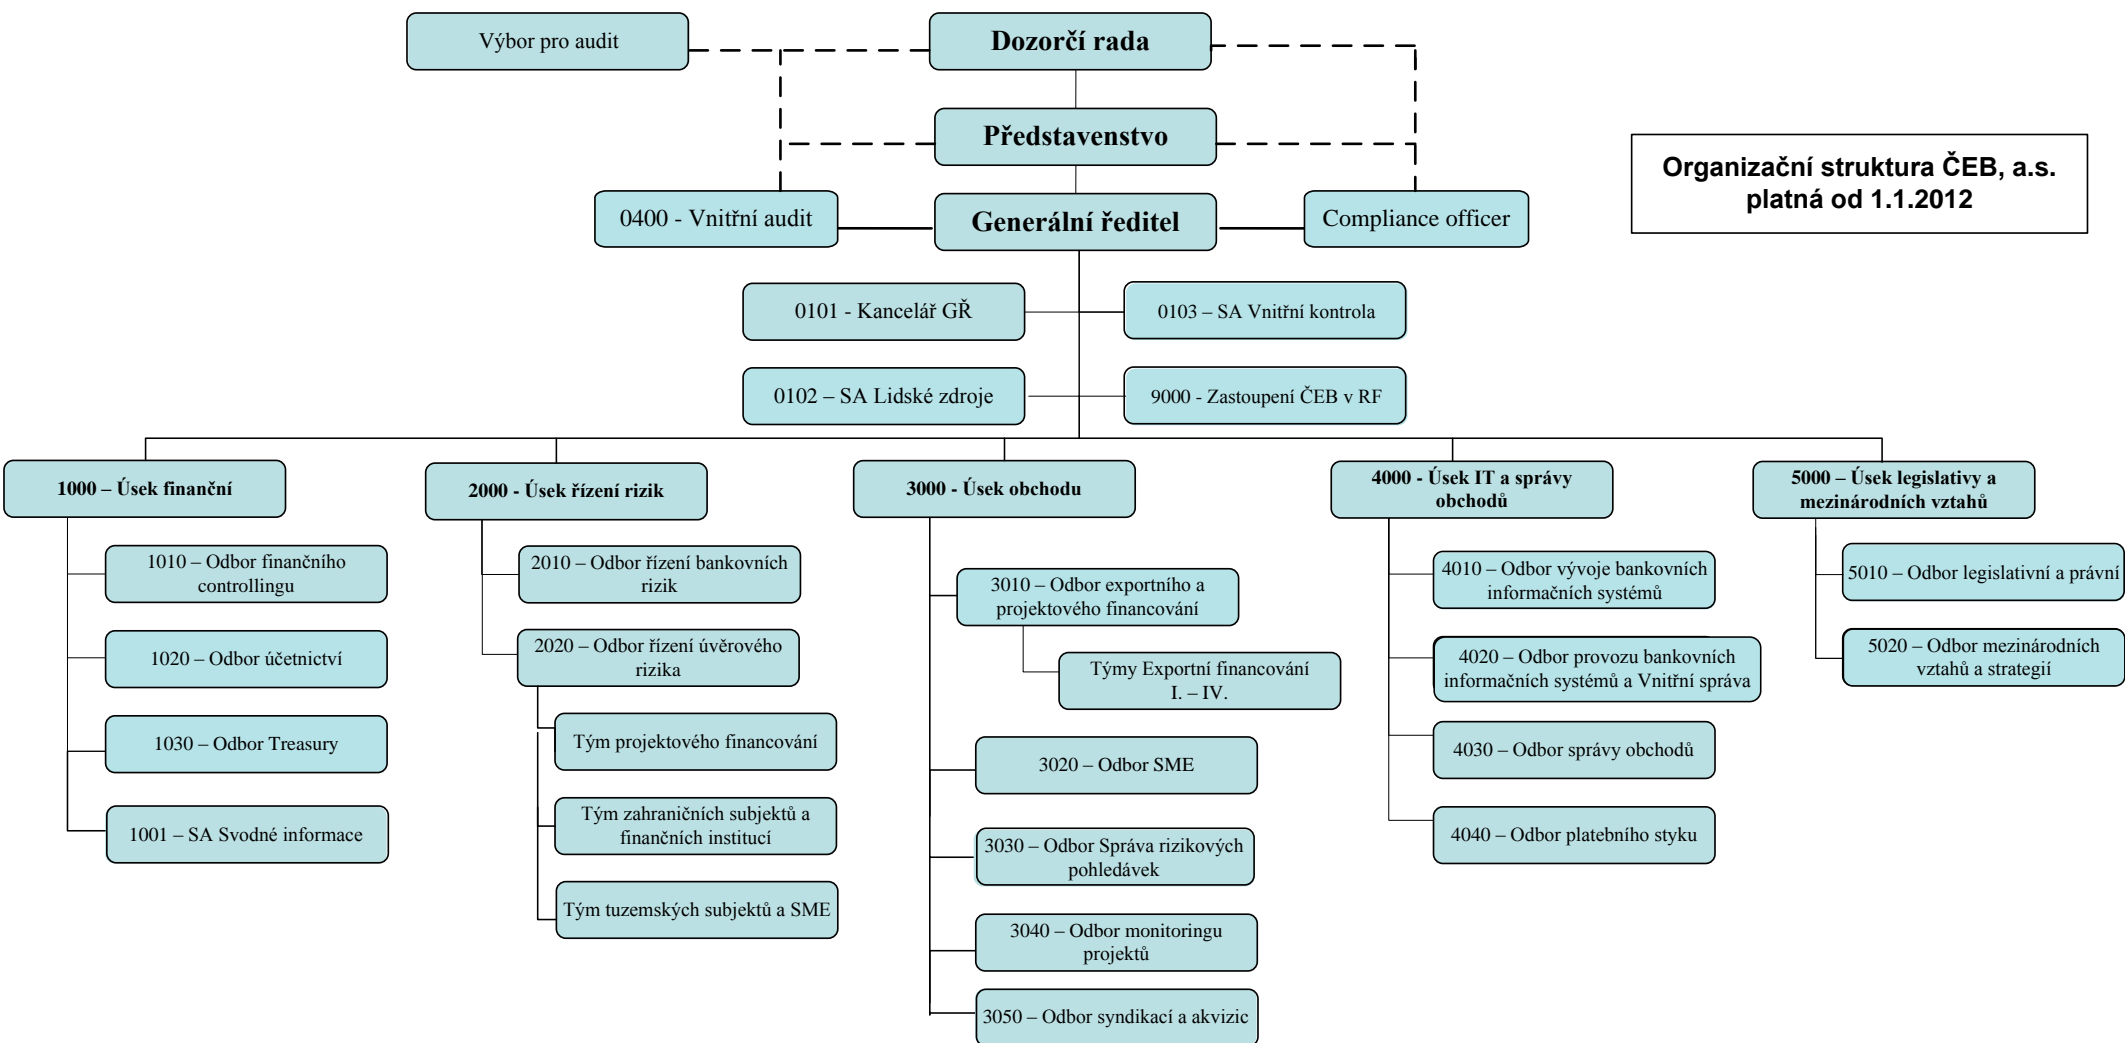 Výbor pro audit
Dozorčí rada
Představenstvo
Organizační struktura ČEB, a.s.
platná od 1.1.2012
0400 - Vnitřní audit
Generální ředitel
Compliance officer
0101 - Kancelář GŘ
0103 – SA Vnitřní kontrola
0102 – SA Lidské zdroje
9000 - Zastoupení ČEB v RF
1000 – Úsek finanční
1010 – Odbor finančního
controllingu
1020 – Odbor účetnictví
1030 – Odbor Treasury
1001 – SA Svodné informace
2000 - Úsek řízení rizik
2010 – Odbor řízení bankovních
rizik
2020 – Odbor řízení úvěrového
rizika
Tým projektového financování
Tým zahraničních subjektů a
finančních institucí
Tým tuzemských subjektů a SME
3000 - Úsek obchodu
3010 – Odbor exportního a
projektového financování
Týmy Exportní financování
I. – IV.
3020 – Odbor SME
3030 – Odbor Správa rizikových
pohledávek
3040 – Odbor monitoringu
projektů
3050 – Odbor syndikací a akvizic
4000 - Úsek IT a správy
obchodů
4010 – Odbor vývoje bankovních
informačních systémů
4020 – Odbor provozu bankovních
informačních systémů a Vnitřní správa
4030 – Odbor správy obchodů
4040 – Odbor platebního styku
5000 – Úsek legislativy a
mezinárodních vztahů
5010 – Odbor legislativní a právní
5020 – Odbor mezinárodních
vztahů a strategií